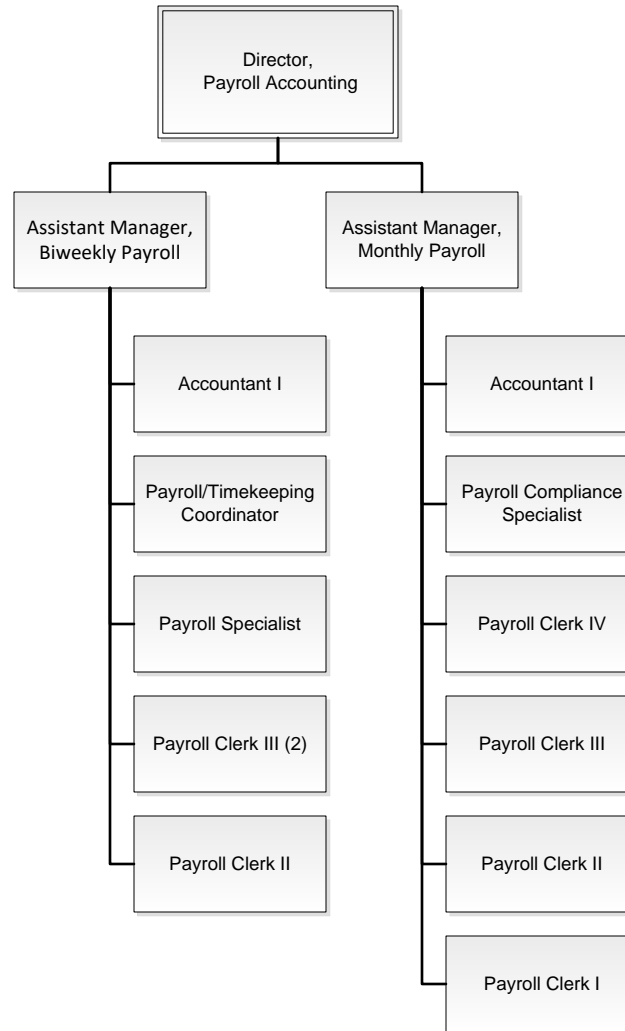 Director,
Payroll Accounting
Assistant Manager,
Biweekly Payroll
Accountant I
Payroll/Timekeeping
Coordinator
Payroll Specialist
Payroll Clerk III (2)
Payroll Clerk II
Assistant Manager,
Monthly Payroll
Accountant I
Payroll Compliance
Specialist
Payroll Clerk IV
Payroll Clerk III
Payroll Clerk II
Payroll Clerk I